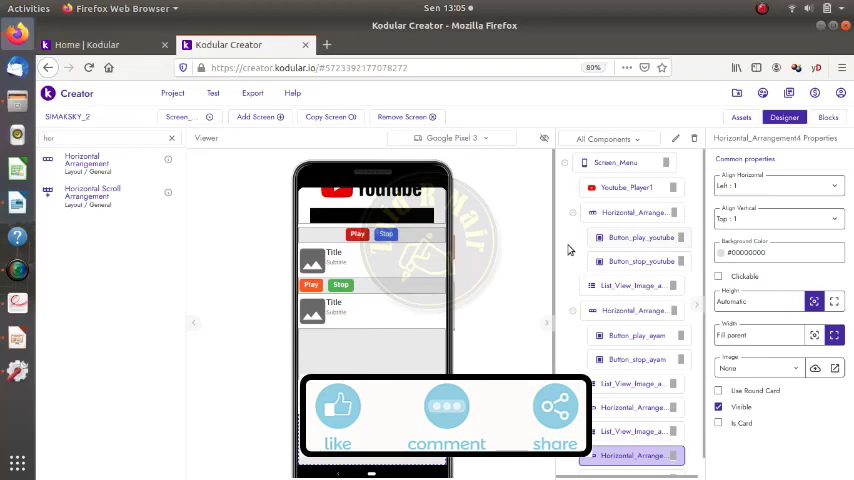 Activities
Firefox Web Browser
Sen 13:05
Kodular Creator - Mozilla Firefox
Home | Kodular
Kodular Creator
https://creator.kodular.io/#5723392177078272
80%
Creator
Project
Test
Export
Help
SIMAKSKY_2
Screen_...
Add Screen
Copy Screen
Remove Screen
Assets
Designer
Blocks
hor
Viewer
Google Pixel 3
All Components
Horizontal_Arrangement4 Properties
Horizontal
Arrangement
Layout / General
Horizontal Scroll
Arrangement
Layout / General
Youtube
Play
Stop
Title
Subtitle
Play
Stop
Title
Subtitle
Screen_Menu
Youtube_Player1
Horizontal_Arrange...
Button_play_youtube
Button_stop_youtube
List_View_Image_a...
Horizontal_Arrange...
Button_play_ayam
Button_stop_ayam
List_View_Image_a...
Horizontal_Arrange...
List_View_Image_a...
Horizontal_Arrange...
Common properties
Align Horizontal
Left : 1
Align Vertical
Top : 1
Background Color
#00000000
Clickable
Height
Automatic
Width
Fill parent
Image
None
Use Round Card
Visible
Is Card
like
comment
share